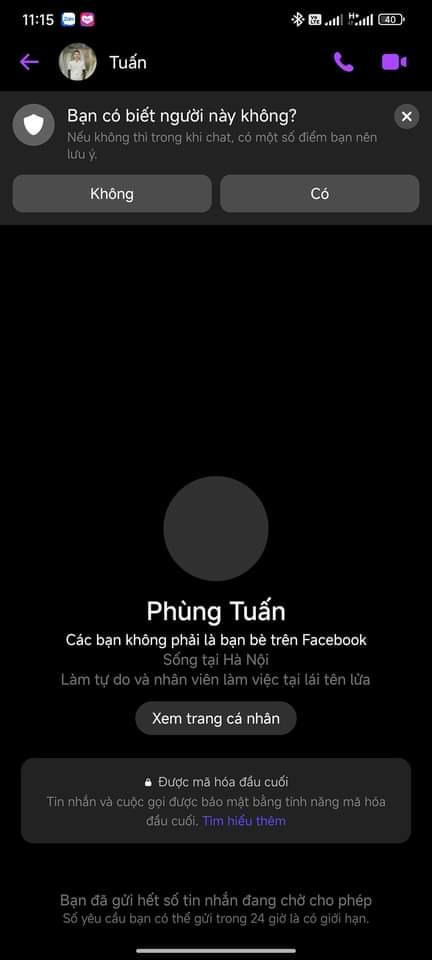 11:15
40
Tuấn
Bạn có biết người này không?
Nếu không thì trong khi chat, có một số điểm bạn nên
lưu ý.
Không
Có
Phùng Tuấn
Các bạn không phải là bạn bè trên Facebook
Sống tại Hà Nội
Làm tự do và nhân viên làm việc tại lái tên lửa
Xem trang cá nhân
Được mã hóa đầu cuối
Tin nhắn và cuộc gọi được bảo mật bằng tính năng mã hóa
đầu cuối. Tìm hiểu thêm
Bạn đã gửi hết số tin nhắn đang chờ cho phép
Số yêu cầu bạn có thể gửi trong 24 giờ là có giới hạn.